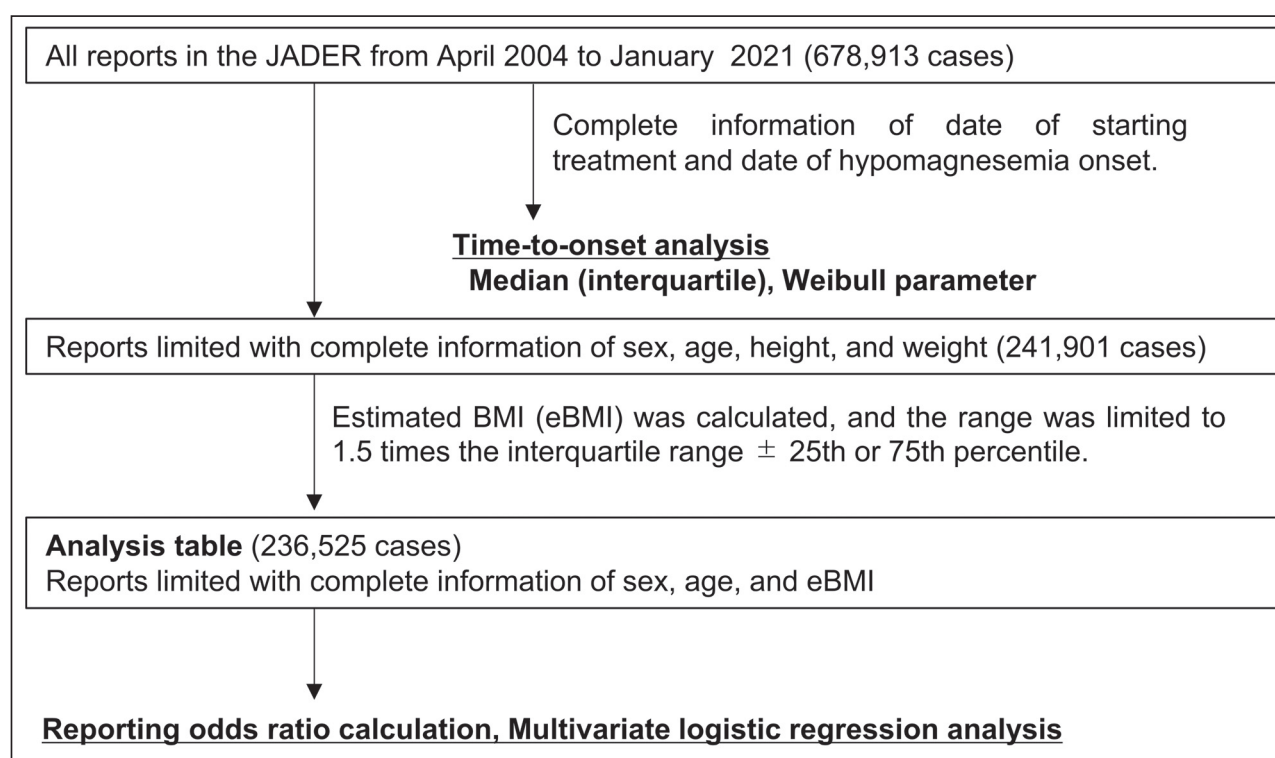 All reports in the JADER from April 2004 to January 2021 (678,913 cases)
Complete information of date of starting
treatment and date of hypomagnesemia onset.
Time-to-onset analysis
Median (interquartile), Weibull parameter
Reports limited with complete information of sex, age, height, and weight (241,901 cases)
Estimated BMI (eBMI) was calculated, and the range was limited to
1.5 times the interquartile range ± 25th or 75th percentile.
Analysis table (236,525 cases)
Reports limited with complete information of sex, age, and eBMI
Reporting odds ratio calculation, Multivariate logistic regression analysis